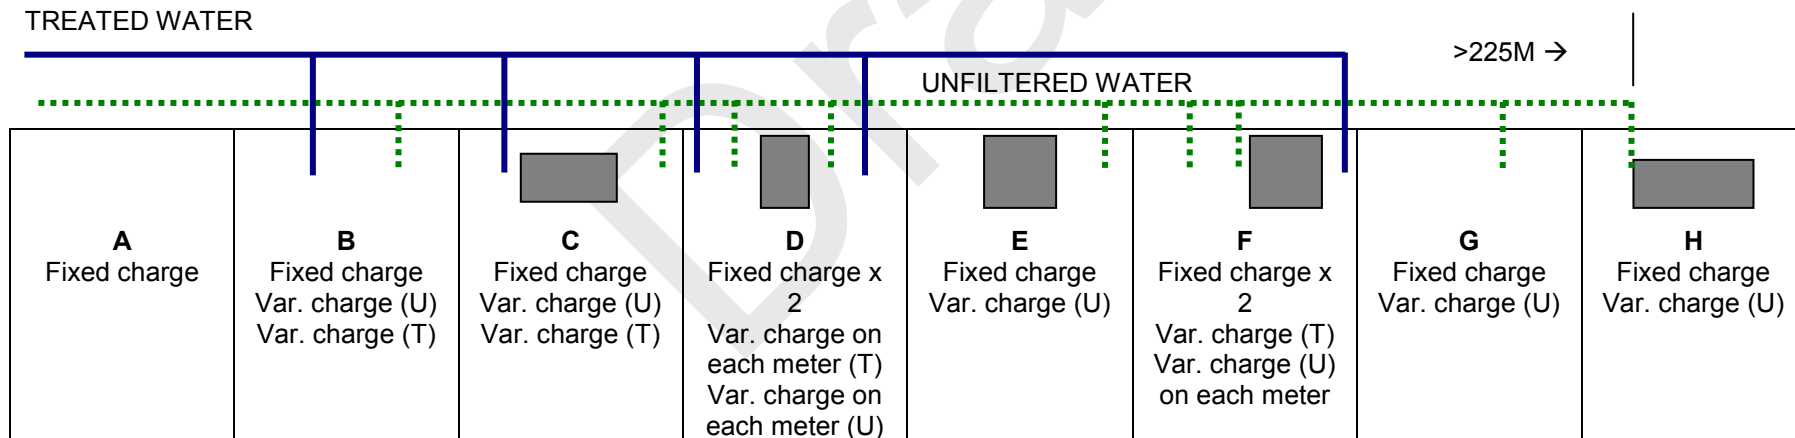 TREATED WATER
>225M →
UNFILTERED WATER
A
Fixed charge
B
Fixed charge
Var. charge (U)
Var. charge (T)
C
Fixed charge
Var. charge (U)
Var. charge (T)
D
Fixed charge x
2
Var. charge on
each meter (T)
Var. charge on
each meter (U)
E
Fixed charge
Var. charge (U)
F
Fixed charge x
2
Var. charge (T)
Var. charge (U)
on each meter
G
Fixed charge
Var. charge (U)
H
Fixed charge
Var. charge (U)